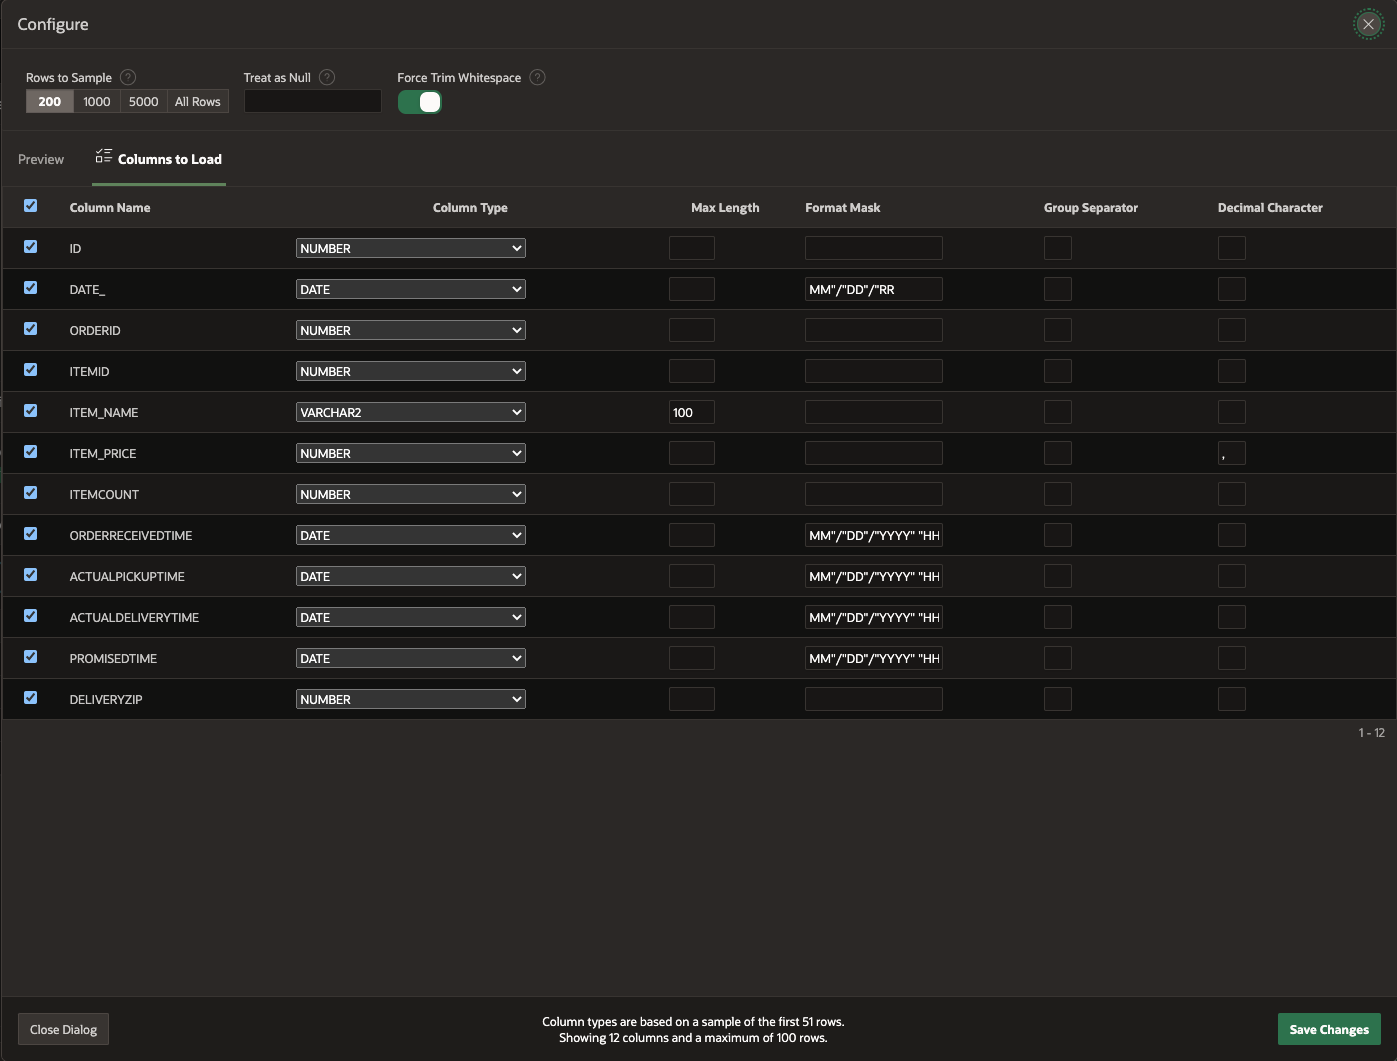 Configure
Rows to Sample ? Treat as Null ? Force Trim Whitespace ?
200 1000 5000 All Rows
Preview Columns to Load
Column Name Column Type Max Length Format Mask Group Separator Decimal Character
ID NUMBER
DATE_ DATE MM"/"DD"/"RR
ORDERID NUMBER
ITEMID NUMBER
ITEM_NAME VARCHAR2 100
ITEM_PRICE NUMBER ,
ITEMCOUNT NUMBER
ORDERRECEIVEDTIME DATE MM"/"DD"/"YYYY" "HH
ACTUALPICKUPTIME DATE MM"/"DD"/"YYYY" "HH
ACTUALDELIVERYTIME DATE MM"/"DD"/"YYYY" "HH
PROMISEDTIME DATE MM"/"DD"/"YYYY" "HH
DELIVERYZIP NUMBER
1 - 12
Close Dialog
Column types are based on a sample of the first 51 rows.
Showing 12 columns and a maximum of 100 rows.
Save Changes